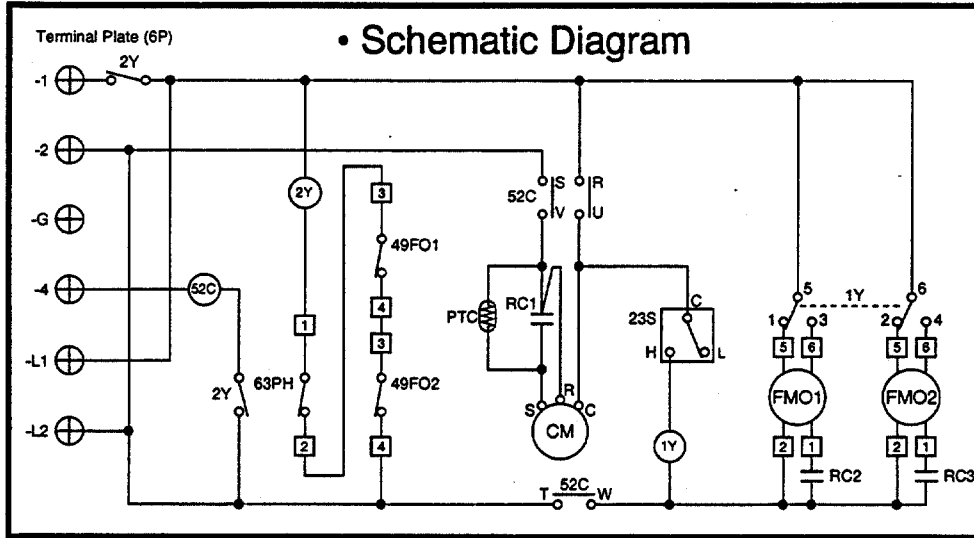 • Schematic Diagram
Terminal Plate (6P)
2Y
-1
-2
-G
-4
-L1
-L2
52C
2Y
2Y
1
63PH
2
3
49FO1
4
3
49FO2
4
52C
S
V
R
U
PTC
RC1
S
R
C
CM
T
52C
W
23S
C
H
L
1Y
1Y
5
1
3
5
6
FMO1
2
1
RC2
6
2
4
5
6
FMO2
2
1
RC3